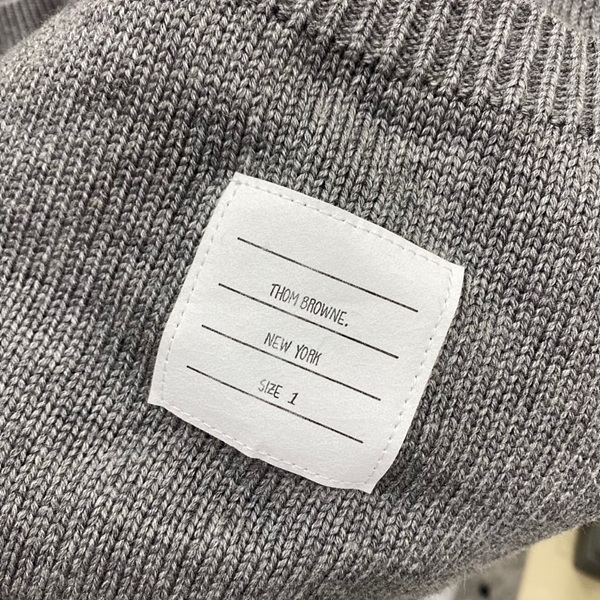 THOM BROWNE.
NEW YORK
SIZE 1